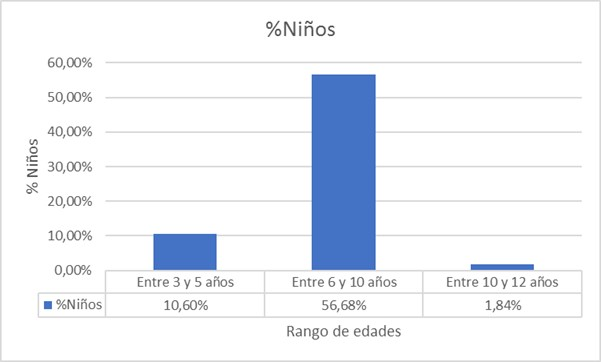 %Niños
60,00%
50,00%
40,00%
30,00%
20,00%
10,00%
0,00%
% Niños
Entre 3 y 5 años Entre 6 y 10 años Entre 10 y 12 años
%Niños 10,60% 56,68% 1,84%
Rango de edades